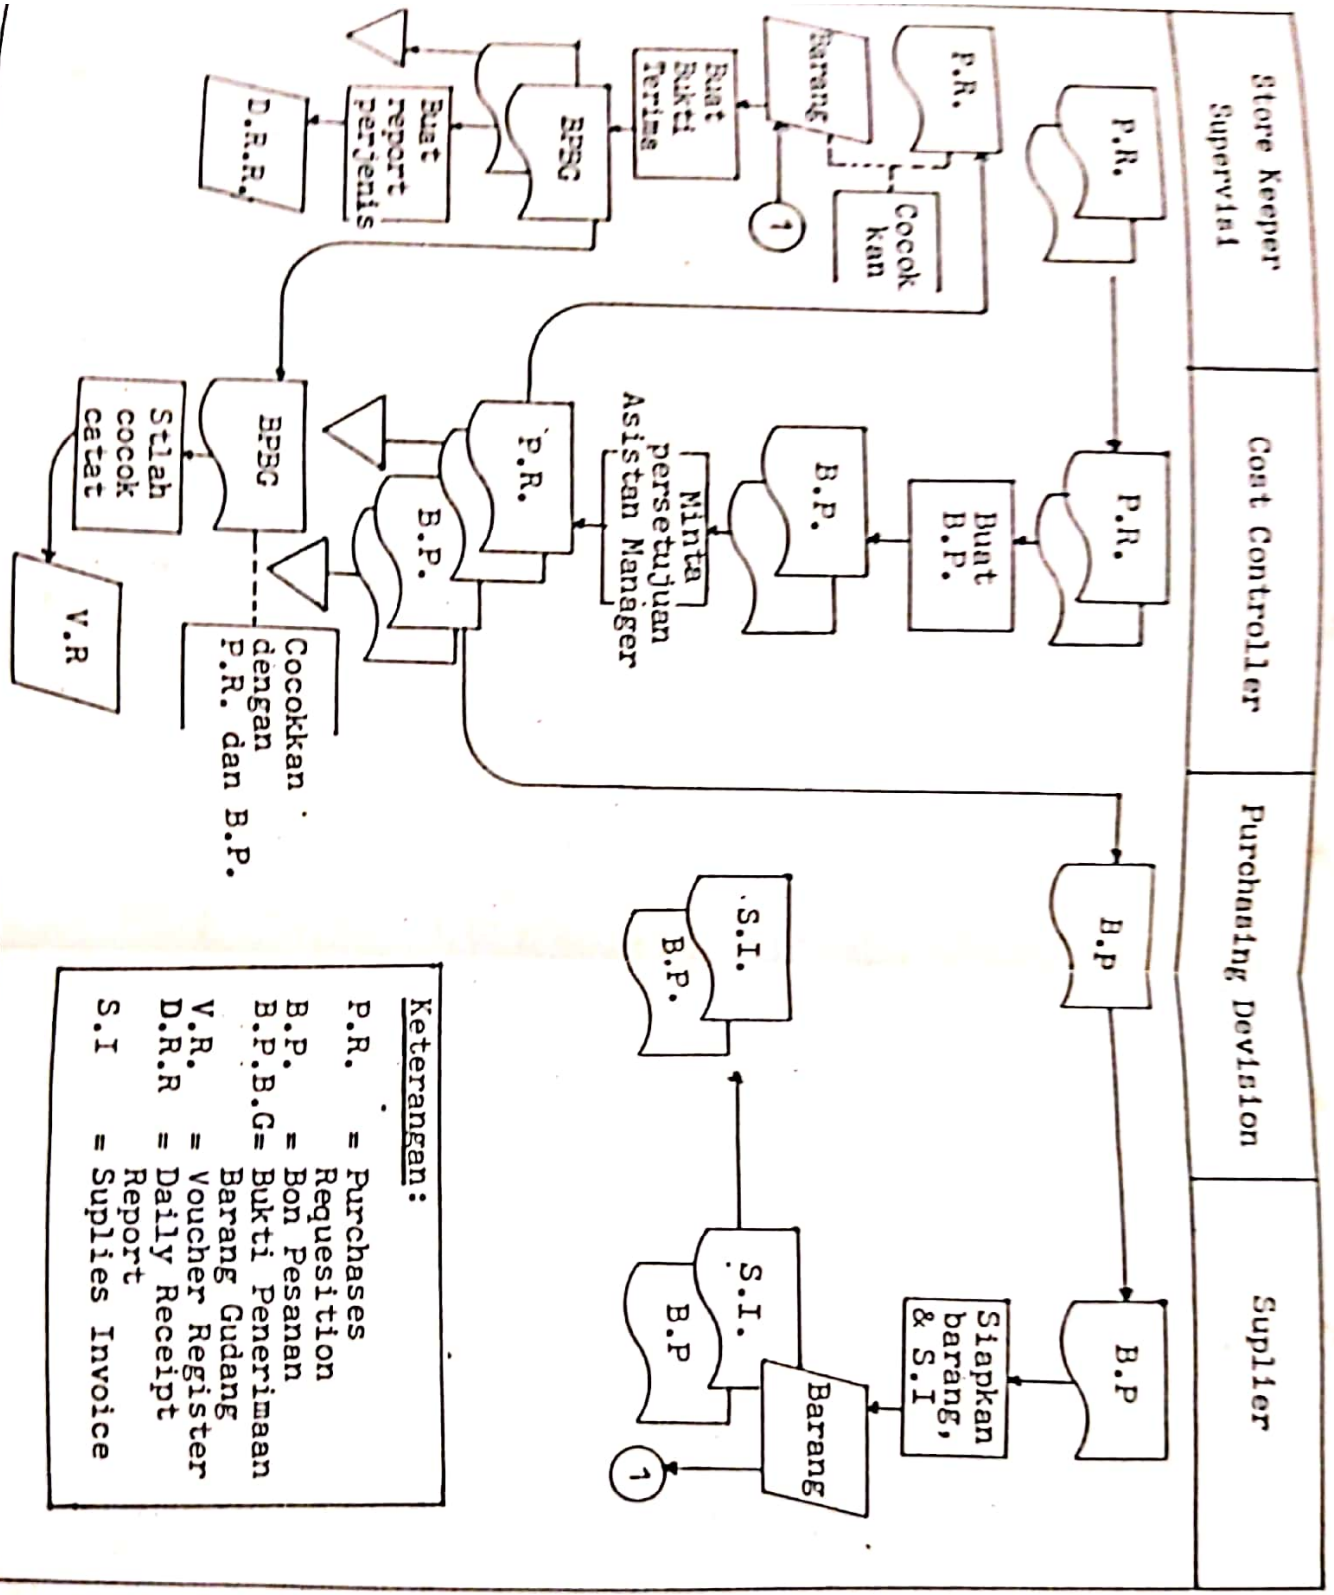 Store Keeper
Supervisi
Cost Controller
Purchasing Devision
Suplier
P.R.
P.R.
Buat
B.P.
B.P.
Minta
persetujuan
Asistan Manager
P.R.
B.P.
B.P
B.P
Siapkan
barang,
& S.I
Barang
1
S.I.
B.P
S.I.
B.P.
P.R.
Cocok
kan
Barang
1
Buat
Bukti
Terima
BPBG
Buat
report
perjenis
D.R.R.
BPBG
Cocokkan
dengan
P.R. dan B.P.
Stlah
cocok
catat
V.R
Keterangan:
P.R. = Purchases
Requesition
B.P. = Bon Pesanan
B.P.B.G= Bukti Penerimaan
Barang Gudang
V.R. = Voucher Register
D.R.R = Daily Receipt
Report
S.I = Suplies Invoice